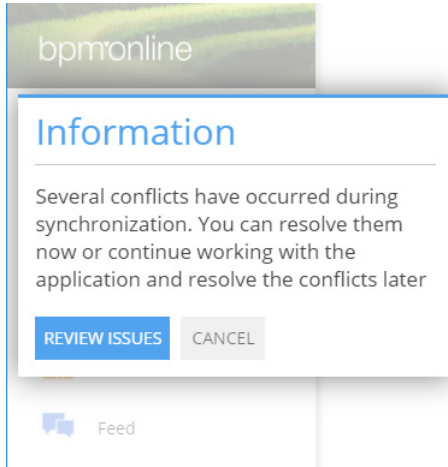 bpm'online
Information
Several conflicts have occurred during
synchronization. You can resolve them
now or continue working with the
application and resolve the conflicts later
REVIEW ISSUES
CANCEL
Feed